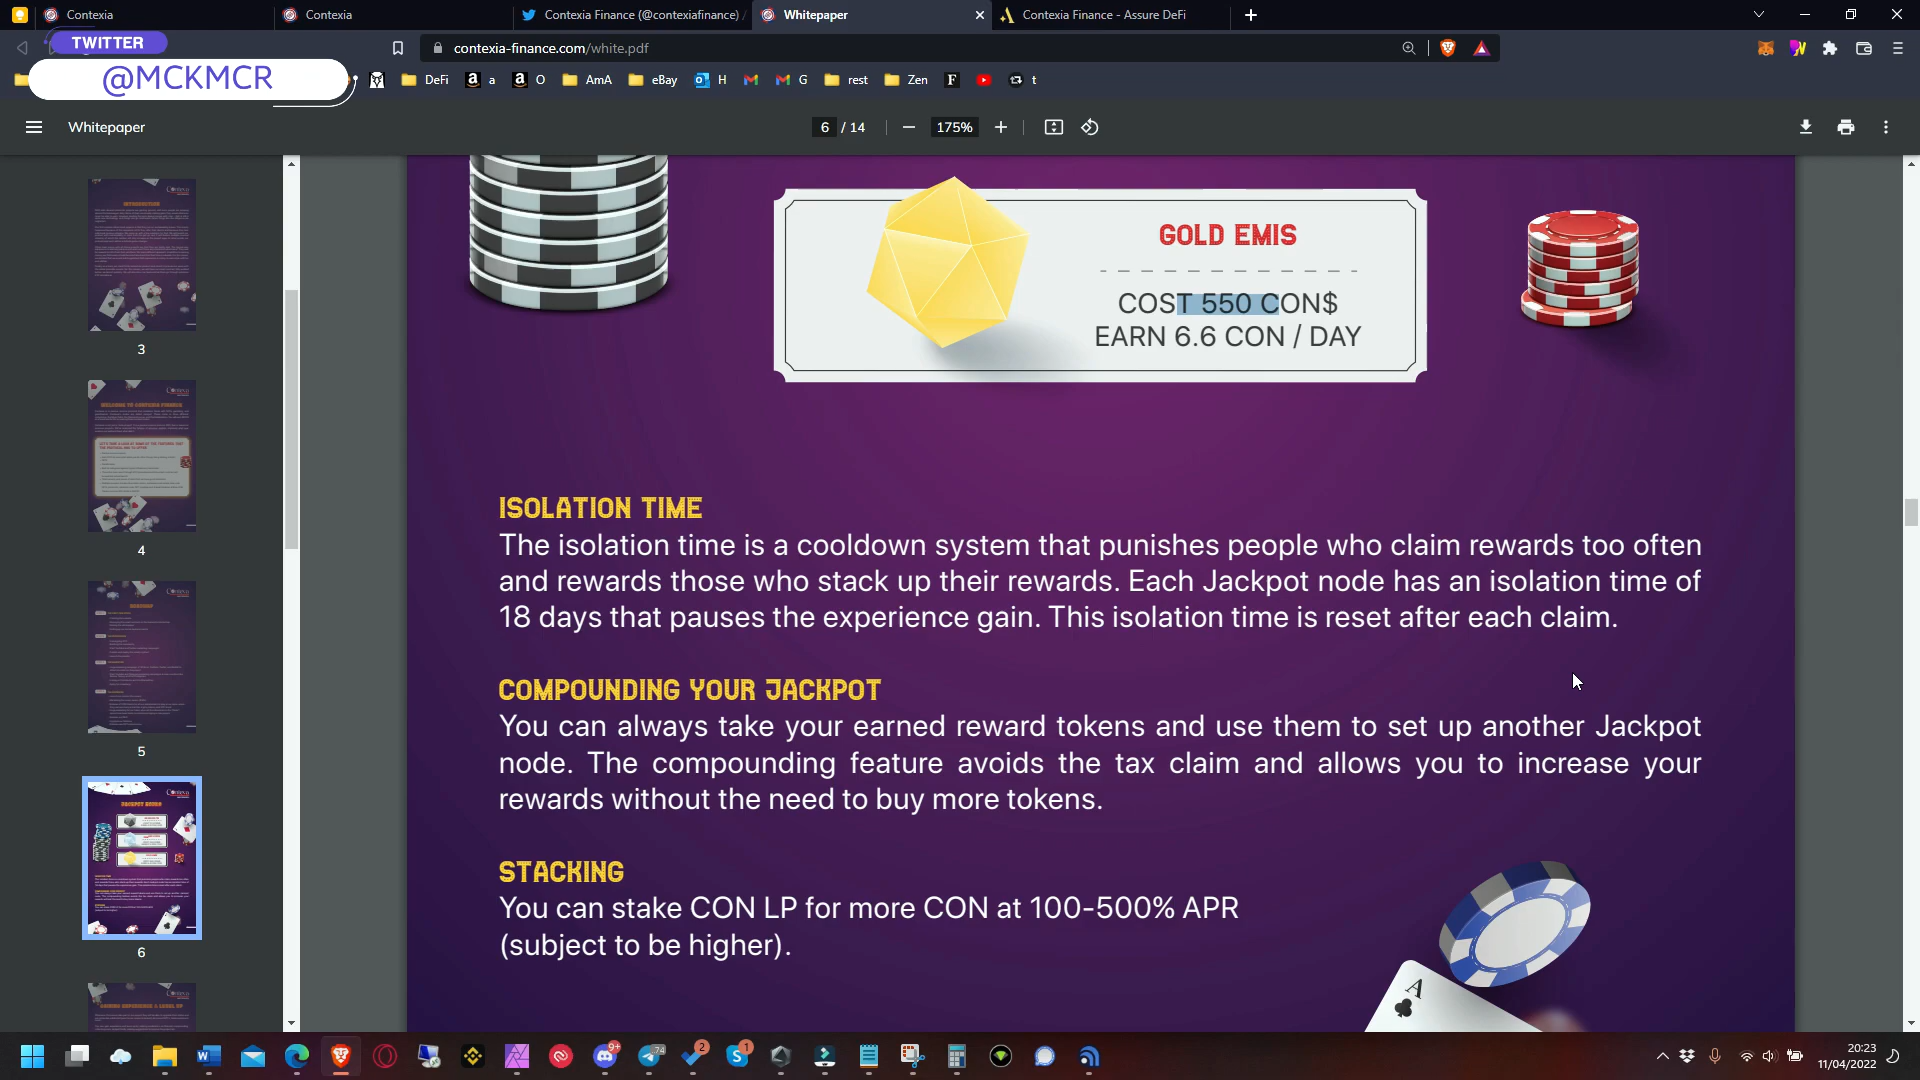 Contexia
Contexia
Contexia Finance (@contexiafinance)
Whitepaper
Contexia Finance - Assure DeFi
TWITTER
contexia-finance.com/white.pdf
@MCKMCR
DeFi
a
O
AmA
eBay
H
G
rest
Zen
F
t
Whitepaper
6 / 14
175%
3
4
5
6
GOLD EMIS
COST 550 CON$
EARN 6.6 CON / DAY
ISOLATION TIME
The isolation time is a cooldown system that punishes people who claim rewards too often
and rewards those who stack up their rewards. Each Jackpot node has an isolation time of
18 days that pauses the experience gain. This isolation time is reset after each claim.
COMPOUNDING YOUR JACKPOT
You can always take your earned reward tokens and use them to set up another Jackpot
node. The compounding feature avoids the tax claim and allows you to increase your
rewards without the need to buy more tokens.
STACKING
You can stake CON LP for more CON at 100-500% APR
(subject to be higher).
A
9+
74
2
1
20:23
11/04/2022